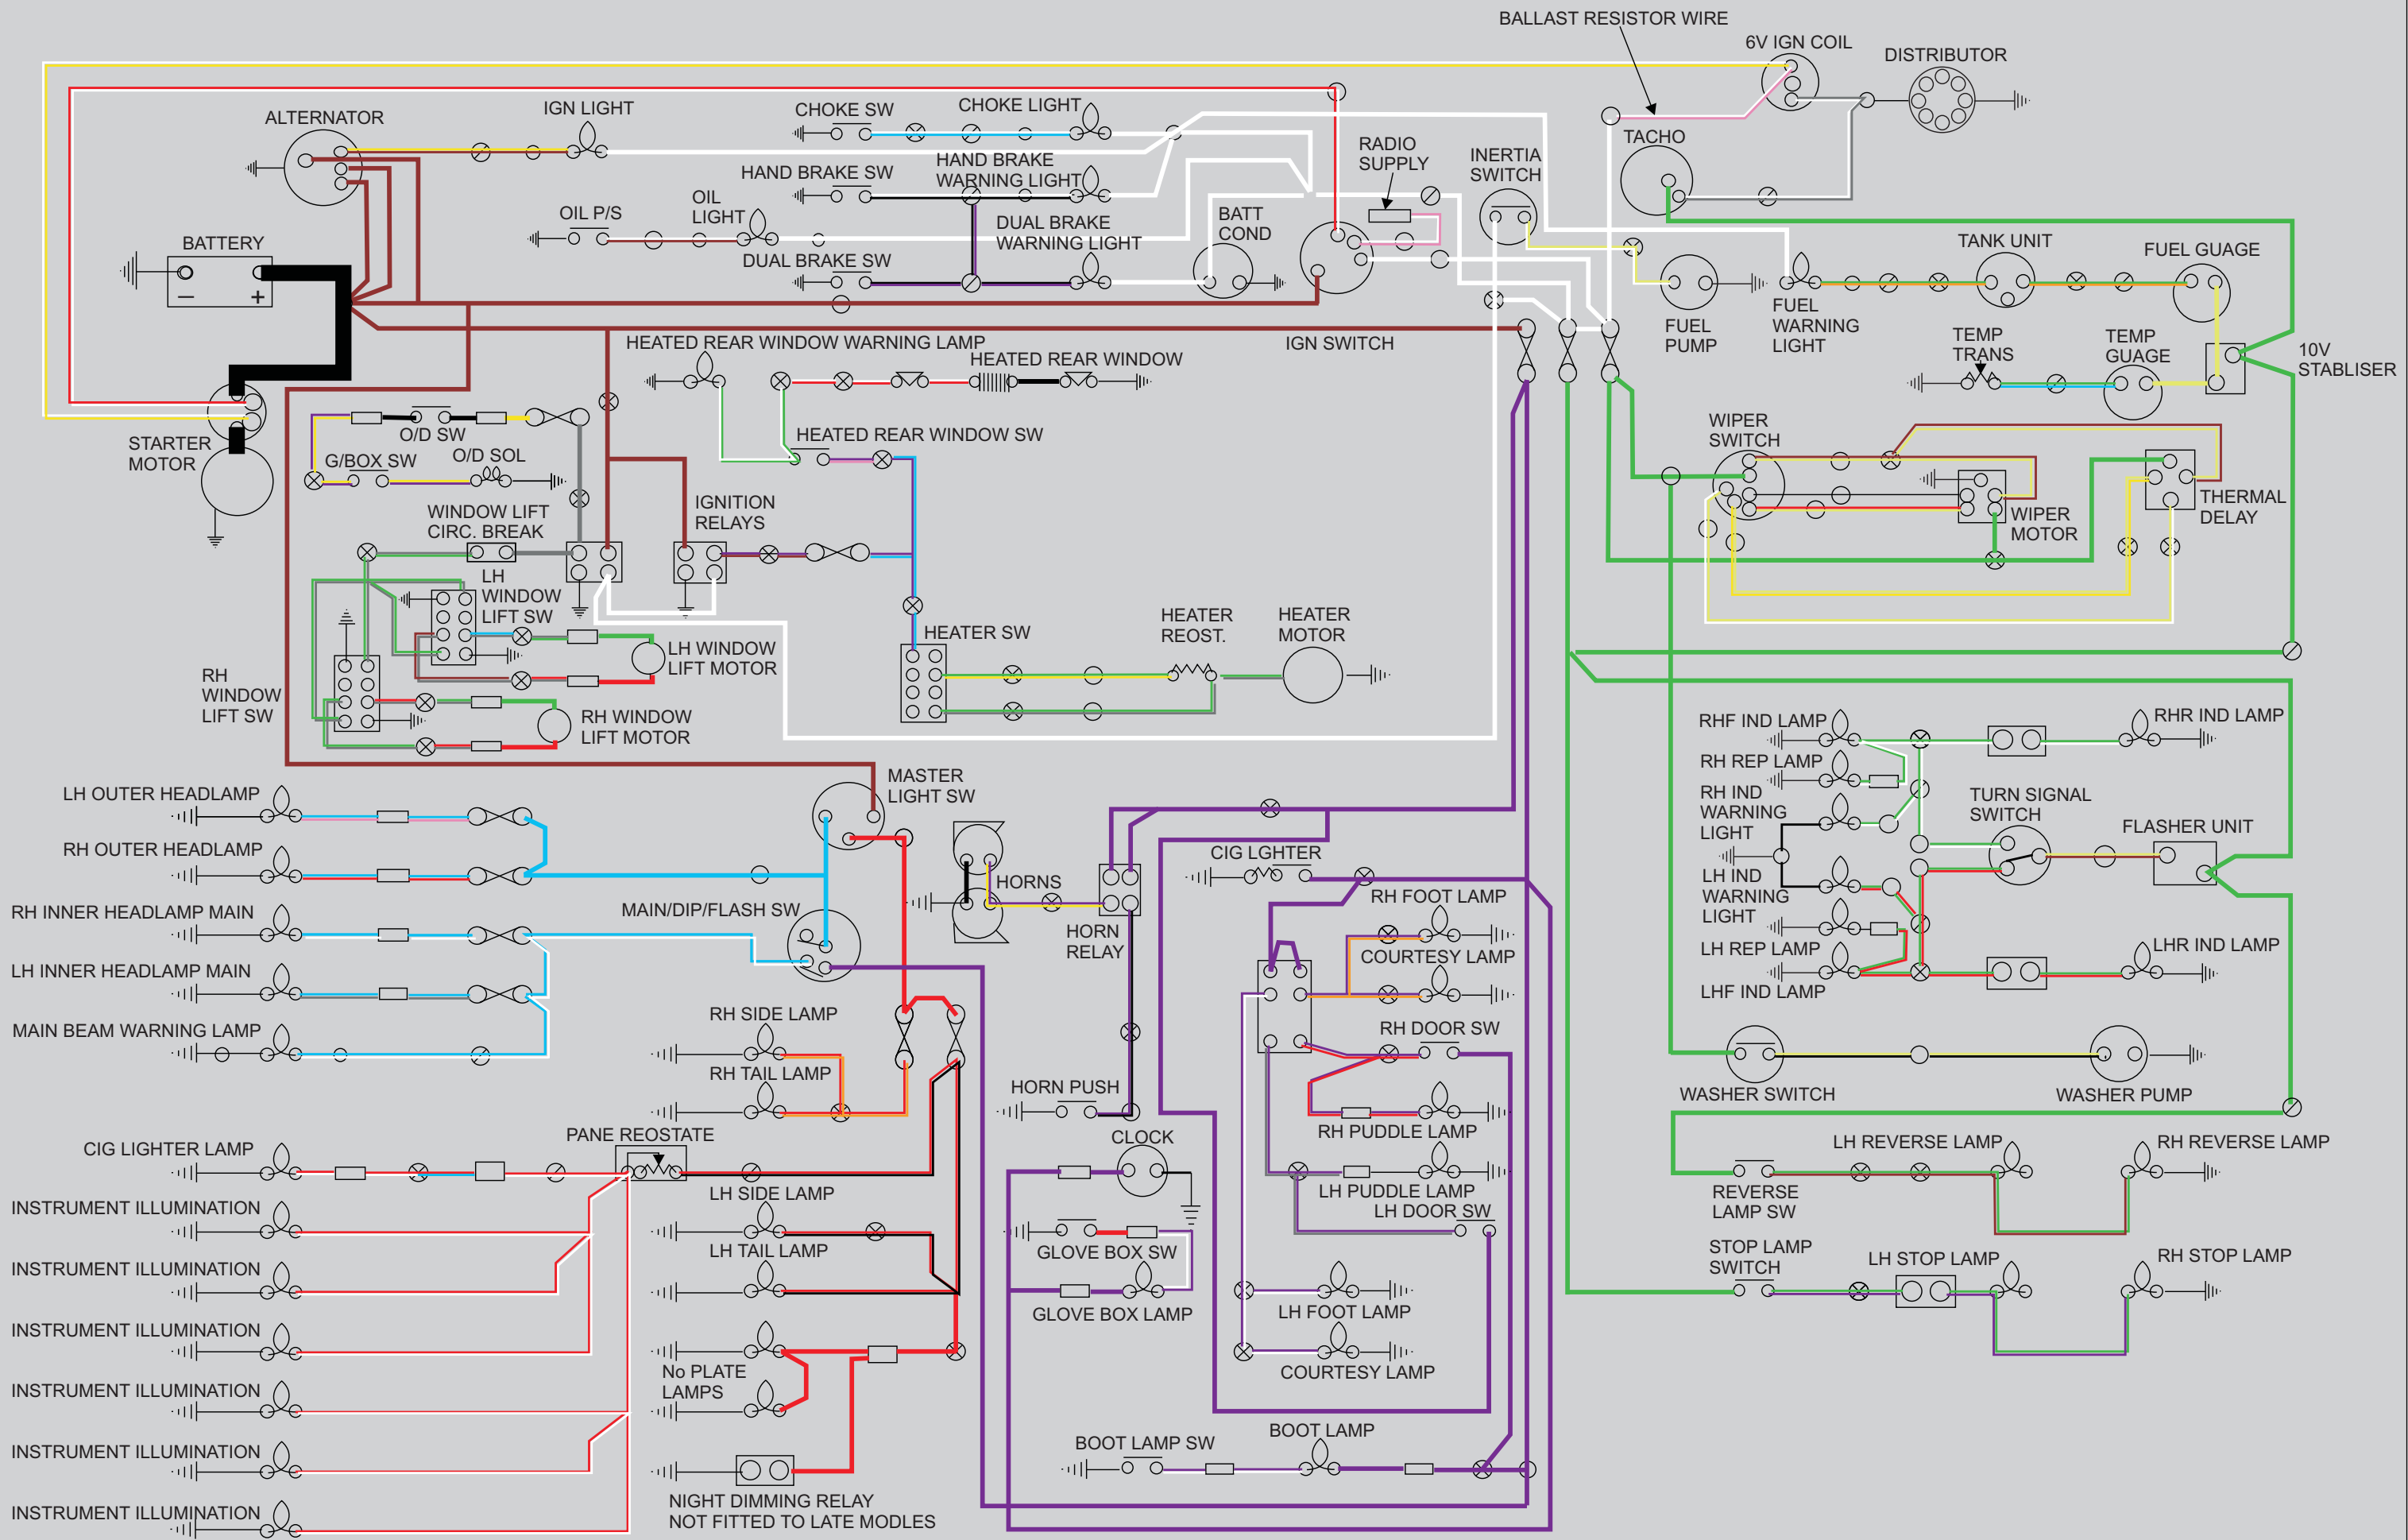 BALLAST RESISTOR WIRE
6V IGN COIL
DISTRIBUTOR
ALTERNATOR
IGN LIGHT
CHOKE SW
CHOKE LIGHT
TACHO
RADIO
SUPPLY
INERTIA
SWITCH
HAND BRAKE SW
HAND BRAKE
WARNING LIGHT
OIL P/S
OIL
LIGHT
BATT
COND
DUAL BRAKE
WARNING LIGHT
DUAL BRAKE SW
BATTERY
− +
TANK UNIT
FUEL GUAGE
FUEL
PUMP
FUEL
WARNING
LIGHT
TEMP
TRANS
TEMP
GUAGE
10V
STABLISER
IGN SWITCH
HEATED REAR WINDOW WARNING LAMP
HEATED REAR WINDOW
HEATED REAR WINDOW SW
STARTER
MOTOR
O/D SW
G/BOX SW
O/D SOL
WINDOW LIFT
CIRC. BREAK
IGNITION
RELAYS
WIPER
SWITCH
WIPER
MOTOR
THERMAL
DELAY
LH
WINDOW
LIFT SW
LH WINDOW
LIFT MOTOR
RH
WINDOW
LIFT SW
RH WINDOW
LIFT MOTOR
HEATER SW
HEATER
REOST.
HEATER
MOTOR
MASTER
LIGHT SW
LH OUTER HEADLAMP
RH OUTER HEADLAMP
RH INNER HEADLAMP MAIN
LH INNER HEADLAMP MAIN
MAIN BEAM WARNING LAMP
MAIN/DIP/FLASH SW
HORNS
HORN
RELAY
CIG LGHTER
RH FOOT LAMP
COURTESY LAMP
RH DOOR SW
RH PUDDLE LAMP
LH PUDDLE LAMP
LH DOOR SW
LH FOOT LAMP
COURTESY LAMP
RHF IND LAMP
RHR IND LAMP
RH REP LAMP
RH IND
WARNING
LIGHT
TURN SIGNAL
SWITCH
FLASHER UNIT
LH IND
WARNING
LIGHT
LH REP LAMP
LHR IND LAMP
LHF IND LAMP
WASHER SWITCH
WASHER PUMP
RH SIDE LAMP
RH TAIL LAMP
HORN PUSH
CLOCK
CIG LIGHTER LAMP
PANE REOSTATE
LH SIDE LAMP
LH TAIL LAMP
GLOVE BOX SW
GLOVE BOX LAMP
INSTRUMENT ILLUMINATION
INSTRUMENT ILLUMINATION
INSTRUMENT ILLUMINATION
INSTRUMENT ILLUMINATION
INSTRUMENT ILLUMINATION
INSTRUMENT ILLUMINATION
No PLATE
LAMPS
NIGHT DIMMING RELAY
NOT FITTED TO LATE MODLES
BOOT LAMP SW
BOOT LAMP
LH REVERSE LAMP
RH REVERSE LAMP
REVERSE
LAMP SW
STOP LAMP
SWITCH
LH STOP LAMP
RH STOP LAMP